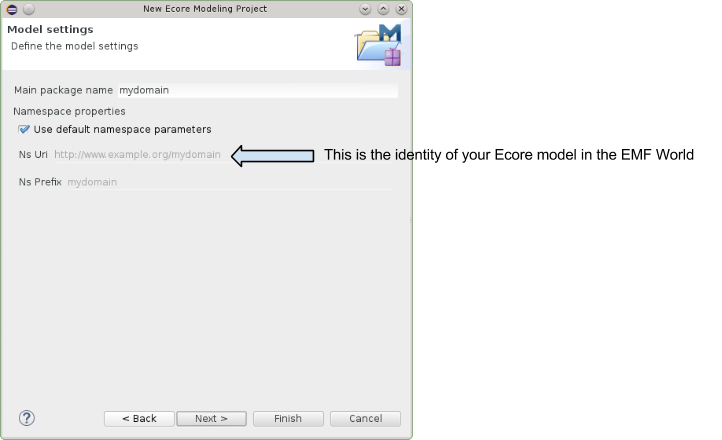 New Ecore Modeling Project
Model settings
Define the model settings
M
Main package name mydomain
Namespace properties
Use default namespace parameters
Ns Uri http://www.example.org/mydomain
This is the identity of your Ecore model in the EMF World
Ns Prefix mydomain
?
< Back Next > Finish Cancel